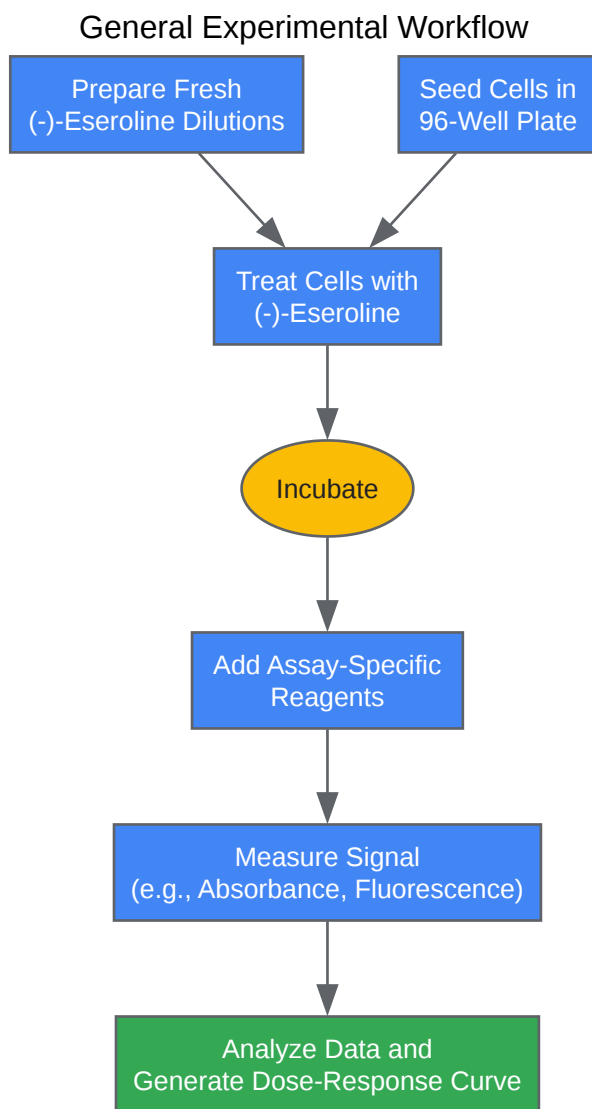 General Experimental Workflow
Prepare Fresh
(-)-Eseroline Dilutions
Seed Cells in
96-Well Plate
Treat Cells with
(-)-Eseroline
Incubate
Add Assay-Specific
Reagents
Measure Signal
(e.g., Absorbance, Fluorescence)
Analyze Data and
Generate Dose-Response Curve